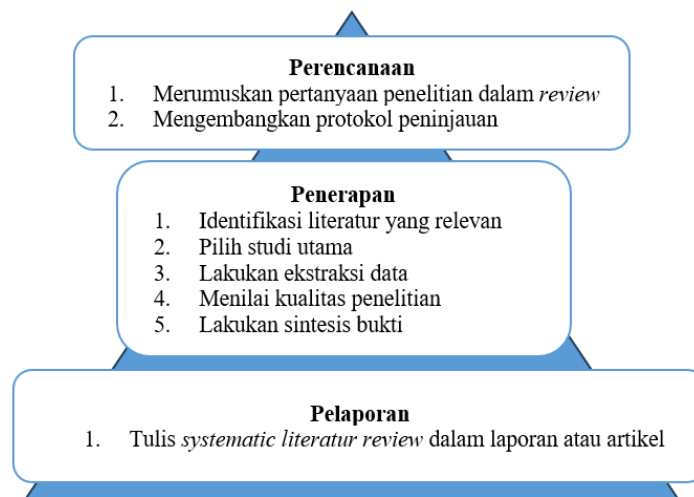 Perencanaan
1. Merumuskan pertanyaan penelitian dalam review
2. Mengembangkan protokol peninjauan
Penerapan
1. Identifikasi literatur yang relevan
2. Pilih studi utama
3. Lakukan ekstraksi data
4. Menilai kualitas penelitian
5. Lakukan sintesis bukti
Pelaporan
1. Tulis systematic literatur review dalam laporan atau artikel